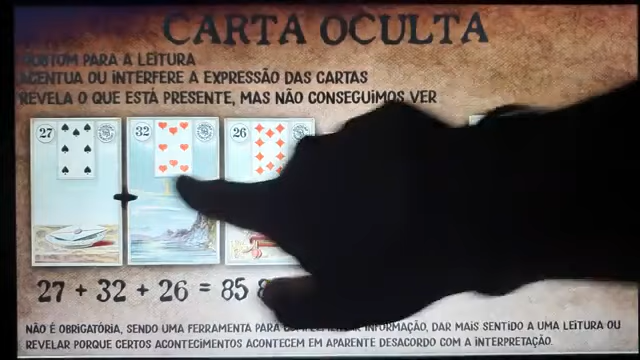 CARTA OCULTA
PARA A LEITURA
ACENTUA OU INTERFERE A EXPRESSÃO DAS CARTAS
REVELA O QUE ESTÁ PRESENTE, MAS NÃO CONSEGUIMOS VER
27 32 26
27 + 32 + 26 = 85 8
NÃO É OBRIGATÓRIA, SENDO UMA FERRAMENTA PARA INFORMAÇÃO, DAR MAIS SENTIDO A UMA LEITURA OU
REVELAR PORQUE CERTOS ACONTECIMENTOS ACONTECEM EM APARENTE DESACORDO COM A INTERPRETAÇÃO.